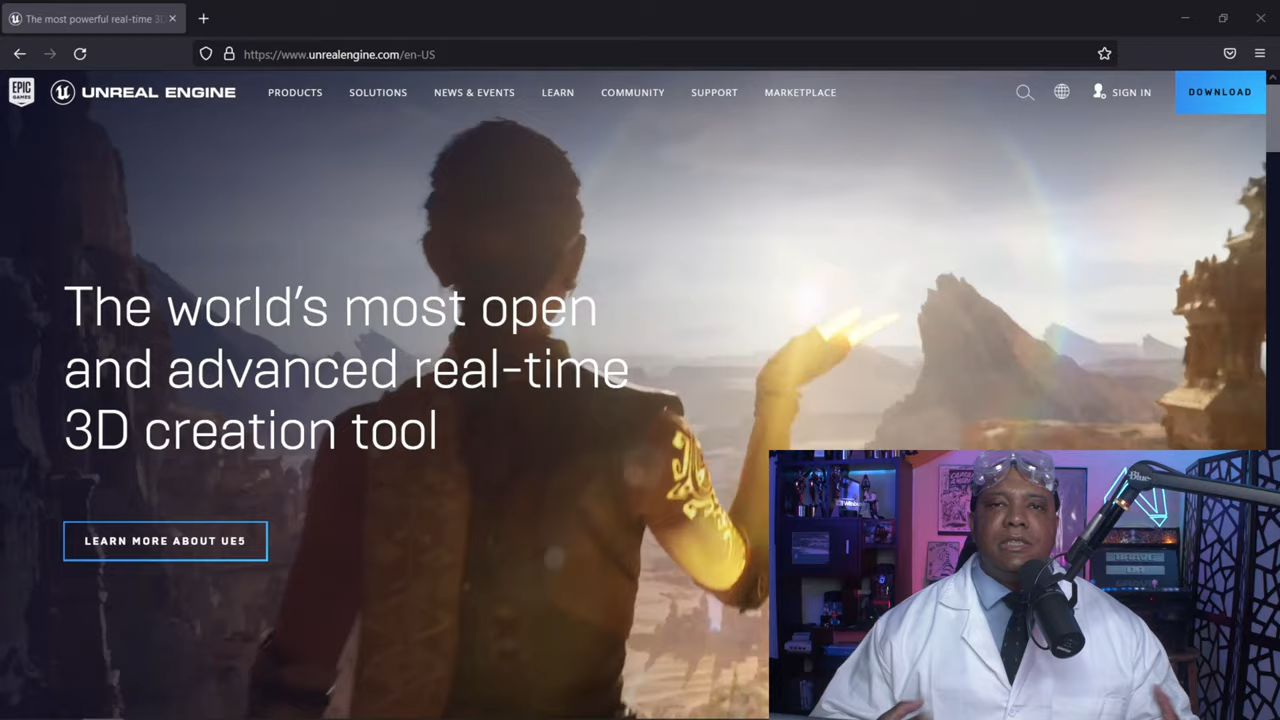 The most powerful real-time 3D
https://www.unrealengine.com/en-US
EPIC
GAMES
UNREAL ENGINE
PRODUCTS
SOLUTIONS
NEWS & EVENTS
LEARN
COMMUNITY
SUPPORT
MARKETPLACE
SIGN IN
DOWNLOAD
The world's most open
and advanced real-time
3D creation tool
LEARN MORE ABOUT UE5
Blue